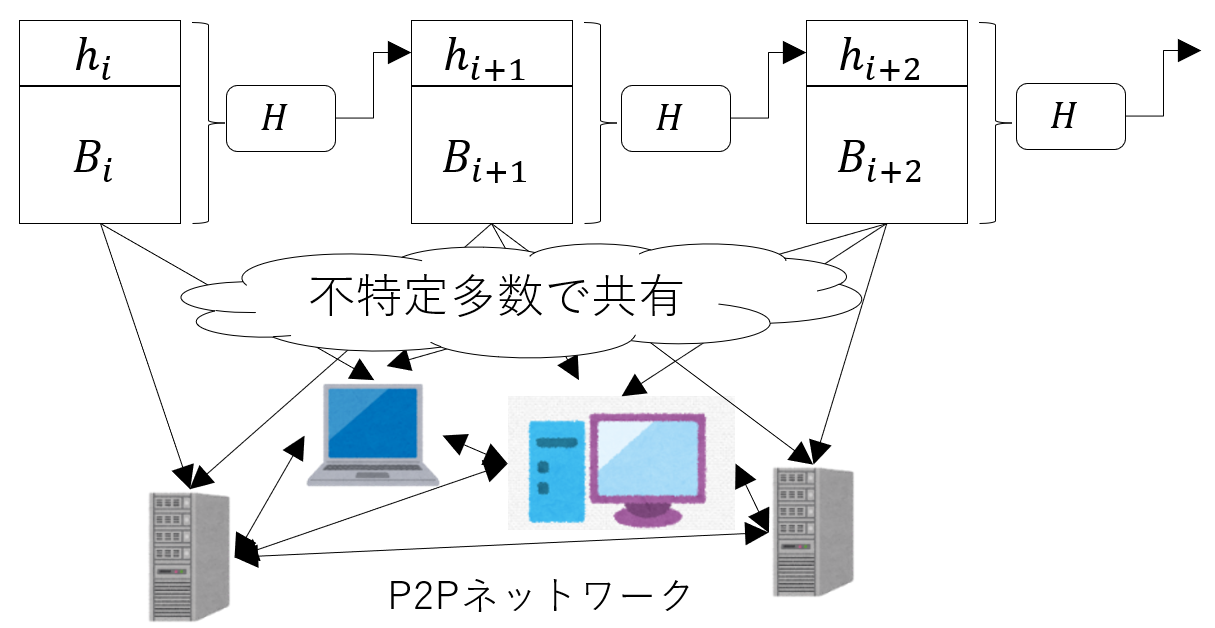 h_i
H
h_{i+1}
H
h_{i+2}
H
B_i
B_{i+1}
B_{i+2}
不特定多数で共有
P2Pネットワーク